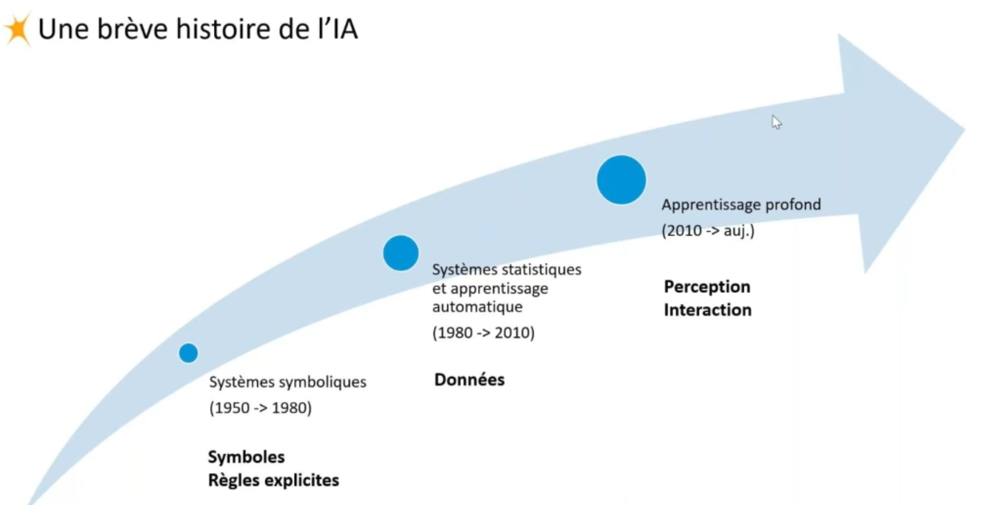 Une brève histoire de l’IA
Apprentissage profond
(2010 -> auj.)
Perception
Interaction
Systèmes statistiques
et apprentissage
automatique
(1980 -> 2010)
Données
Systèmes symboliques
(1950 -> 1980)
Symboles
Règles explicites